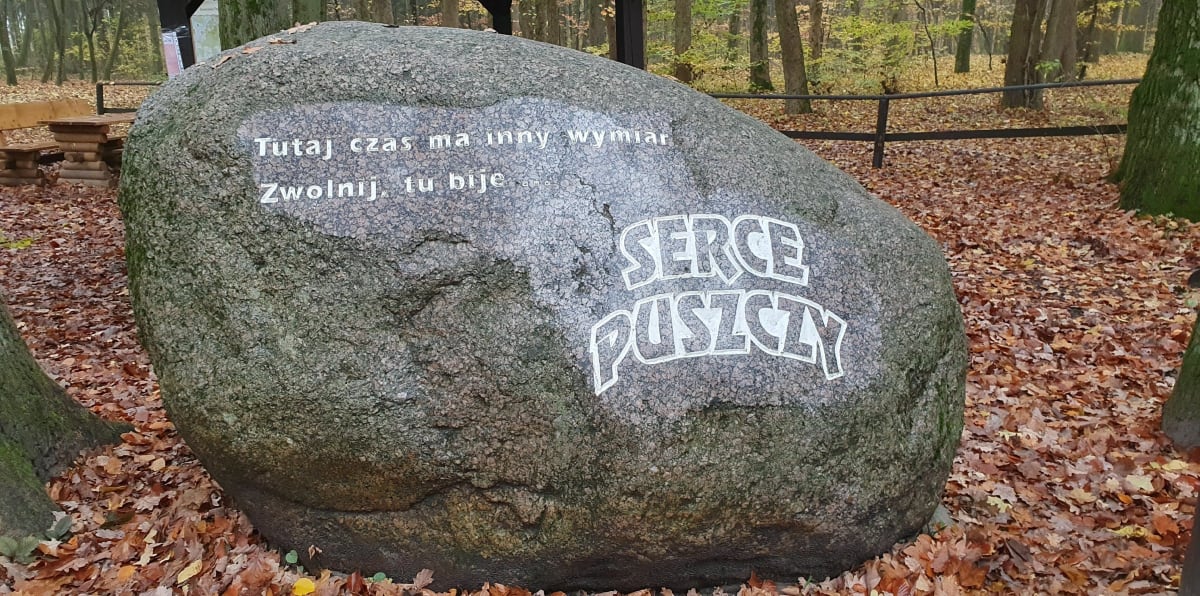 Tutaj czas ma inny wymiar
Zwolnij, tu bije
SERCE
PUSZCZY